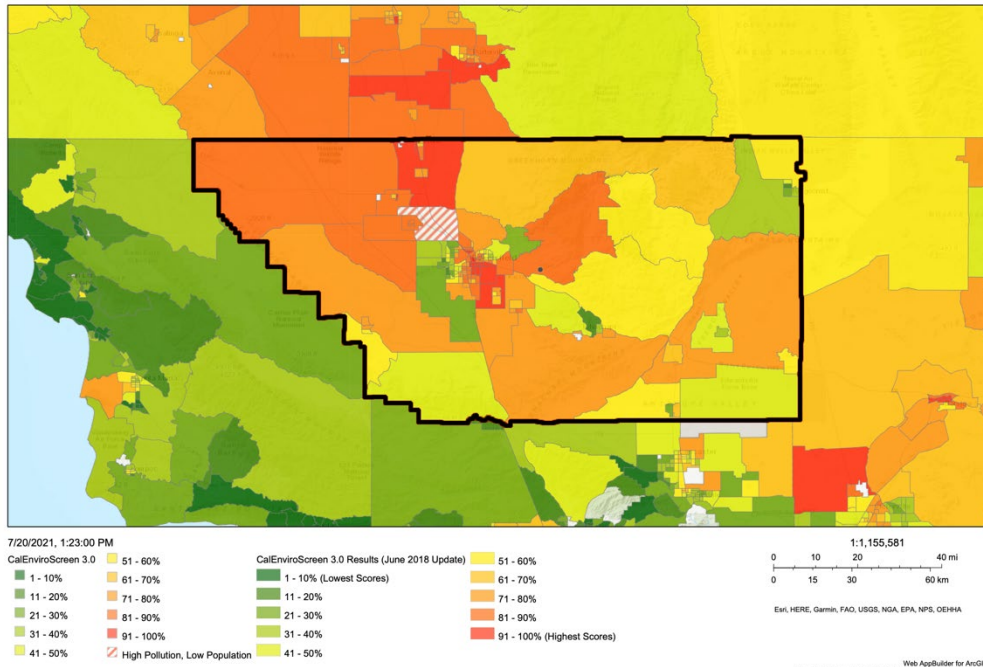 7/20/2021, 1:23:00 PM
CalEnviroScreen 3.0
1 - 10%
11 - 20%
21 - 30%
31 - 40%
41 - 50%
51 - 60%
61 - 70%
71 - 80%
81 - 90%
91 - 100%
High Pollution, Low Population
CalEnviroScreen 3.0 Results (June 2018 Update)
1 - 10% (Lowest Scores)
11 - 20%
21 - 30%
31 - 40%
41 - 50%
51 - 60%
61 - 70%
71 - 80%
81 - 90%
91 - 100% (Highest Scores)
1:1,155,581
0 10 20 40 mi
0 15 30 60 km
Esri, HERE, Garmin, FAO, USGS, NGA, EPA, NPS, OEHHA
Web AppBuilder for ArcGI